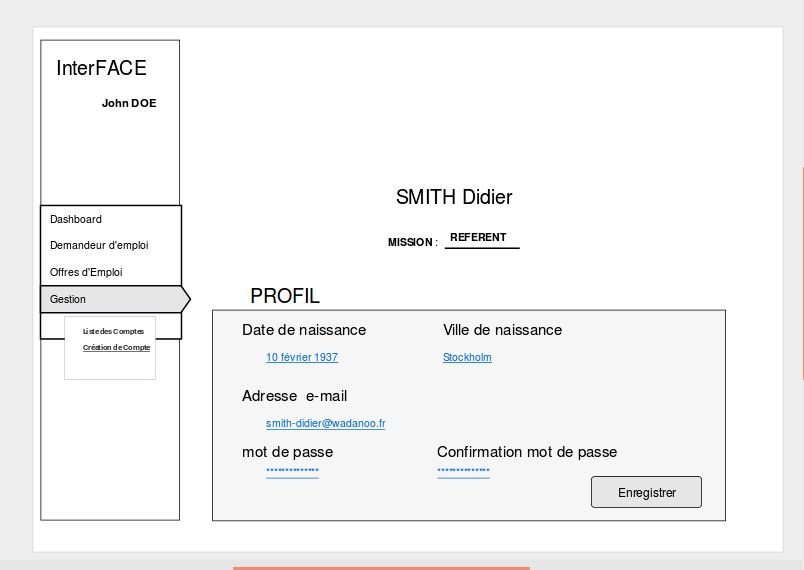 InterFACE
John DOE
Dashboard
Demandeur d'emploi
Offres d'Emploi
Gestion
Liste des Comptes
Création de Compte
SMITH Didier
MISSION : REFERENT
PROFIL
Date de naissance Ville de naissance
10 février 1937 Stockholm
Adresse e-mail
smith-didier@wadanoo.fr
mot de passe Confirmation mot de passe
************** **************
Enregistrer